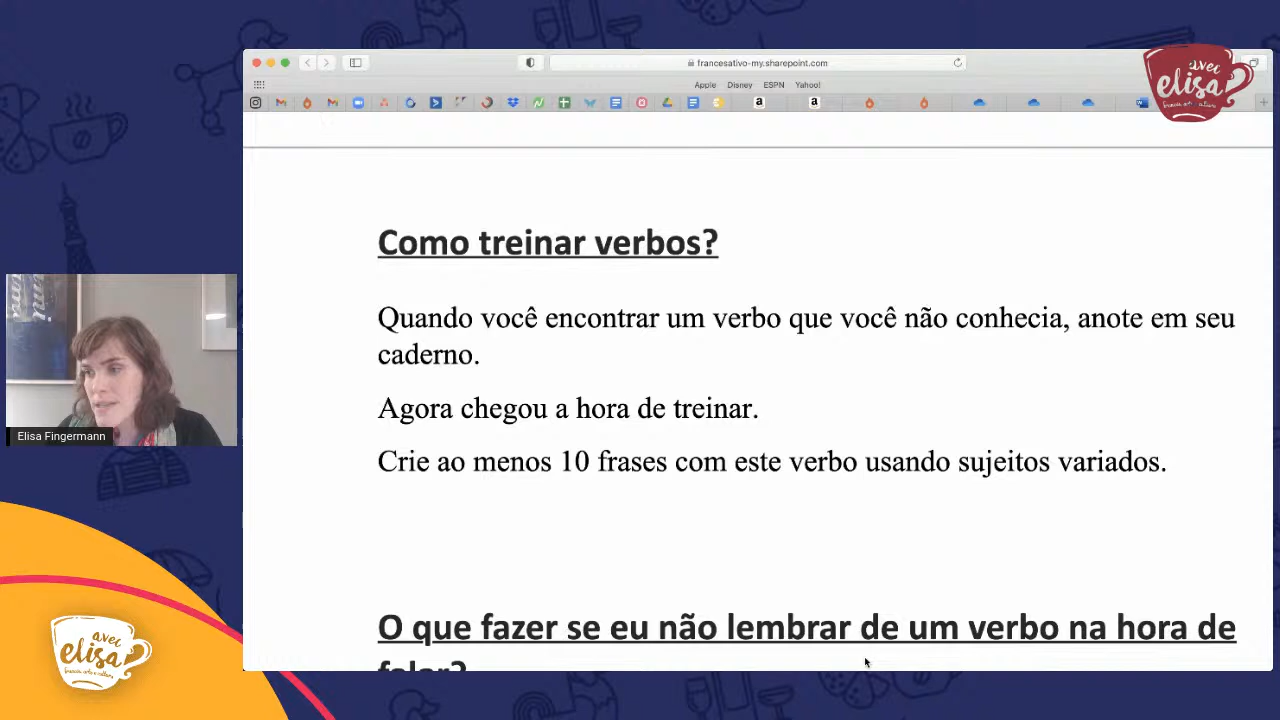 francesativo-my.sharepoint.com
Apple Disney ESPN Yahoo!
avec
elisa
Como treinar verbos?
Quando você encontrar um verbo que você não conhecia, anote em seu
caderno.
Agora chegou a hora de treinar.
Crie ao menos 10 frases com este verbo usando sujeitos variados.
O que fazer se eu não lembrar de um verbo na hora de
falar?
Elisa Fingermann
avec
elisa